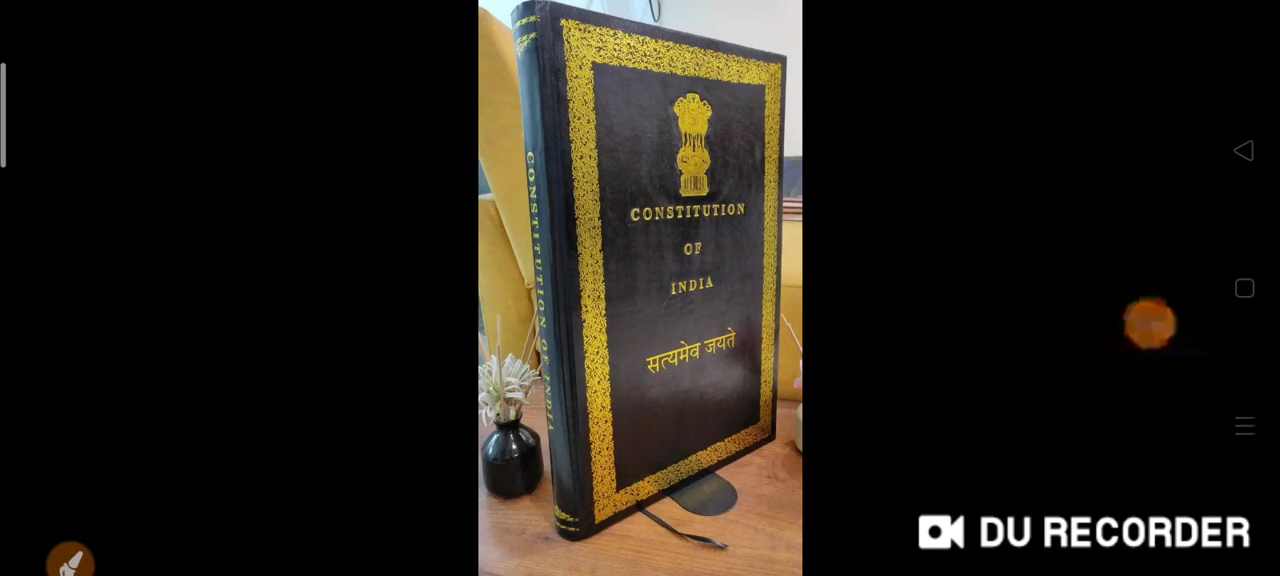 CONSTITUTION OF INDIA
CONSTITUTION
OF
INDIA
सत्यमेव जयते
DU RECORDER